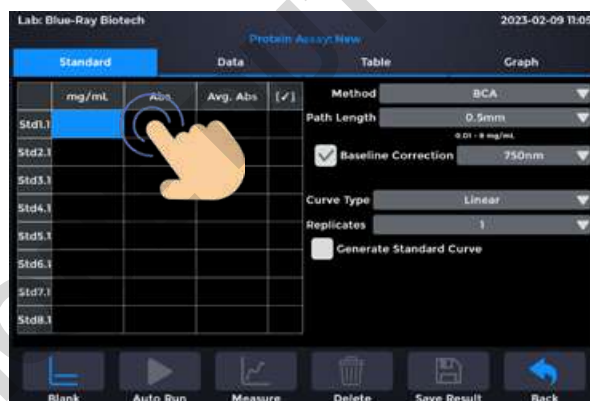 Lab: Blue-Ray Biotech 2023-02-09 11:05
Protein Assay: New
Standard Data Table Graph
mg/mL Abs Avg. Abs [✓]
Method BCA
Std1.1
Path Length 0.5mm
0.01 - 8 mg/mL
Std2.1
Baseline Correction 750nm
Std3.1
Std4.1
Curve Type Linear
Std5.1
Replicates 1
Generate Standard Curve
Std6.1
Std7.1
Std8.1
Blank Auto Run Measure Delete Save Result Back